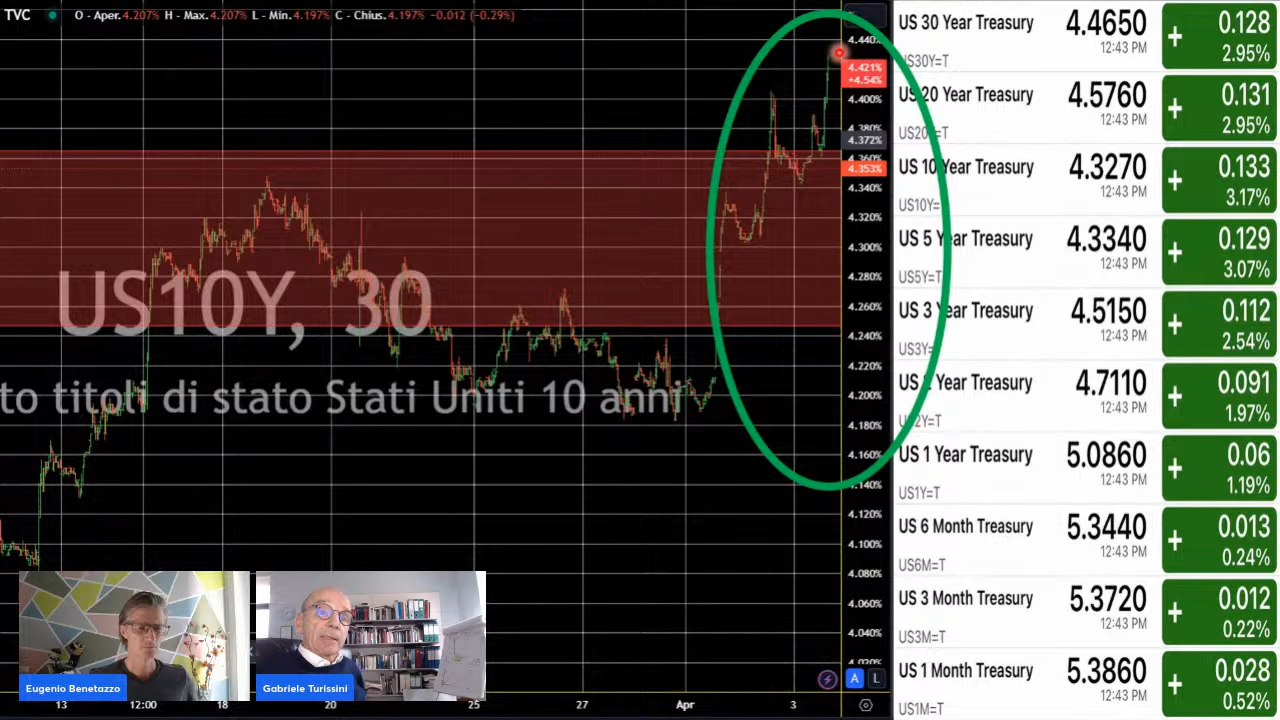 TVC O - Aper. 4.207% H - Max. 4.207% L - Min. 4.197% C - Chius. 4.197% -0.012 (-0.29%)
4.440%
4.421%
+4.54%
4.400%
4.380%
4.372%
4.360%
4.353%
4.340%
4.320%
4.300%
4.280%
4.260%
4.240%
4.220%
4.200%
4.180%
4.160%
4.140%
4.120%
4.100%
4.080%
4.060%
4.040%
4.020%
US10Y, 30
to titoli di stato Stati Uniti 10 anni
A L
13 12:00 18 20 25 27 Apr 3
Eugenio Benetazzo
Gabriele Turissini
US 30 Year Treasury 4.4650 + 0.128
US30Y=T 12:43 PM 2.95%
US 20 Year Treasury 4.5760 + 0.131
US20Y=T 12:43 PM 2.95%
US 10 Year Treasury 4.3270 + 0.133
US10Y= 12:43 PM 3.17%
US 5 Year Treasury 4.3340 + 0.129
US5Y=T 12:43 PM 3.07%
US 3 Year Treasury 4.5150 + 0.112
US3Y= 12:43 PM 2.54%
US 2 Year Treasury 4.7110 + 0.091
US2Y=T 12:43 PM 1.97%
US 1 Year Treasury 5.0860 + 0.06
US1Y=T 12:43 PM 1.19%
US 6 Month Treasury 5.3440 + 0.013
US6M=T 12:43 PM 0.24%
US 3 Month Treasury 5.3720 + 0.012
US3M=T 12:43 PM 0.22%
US 1 Month Treasury 5.3860 + 0.028
US1M=T 12:43 PM 0.52%